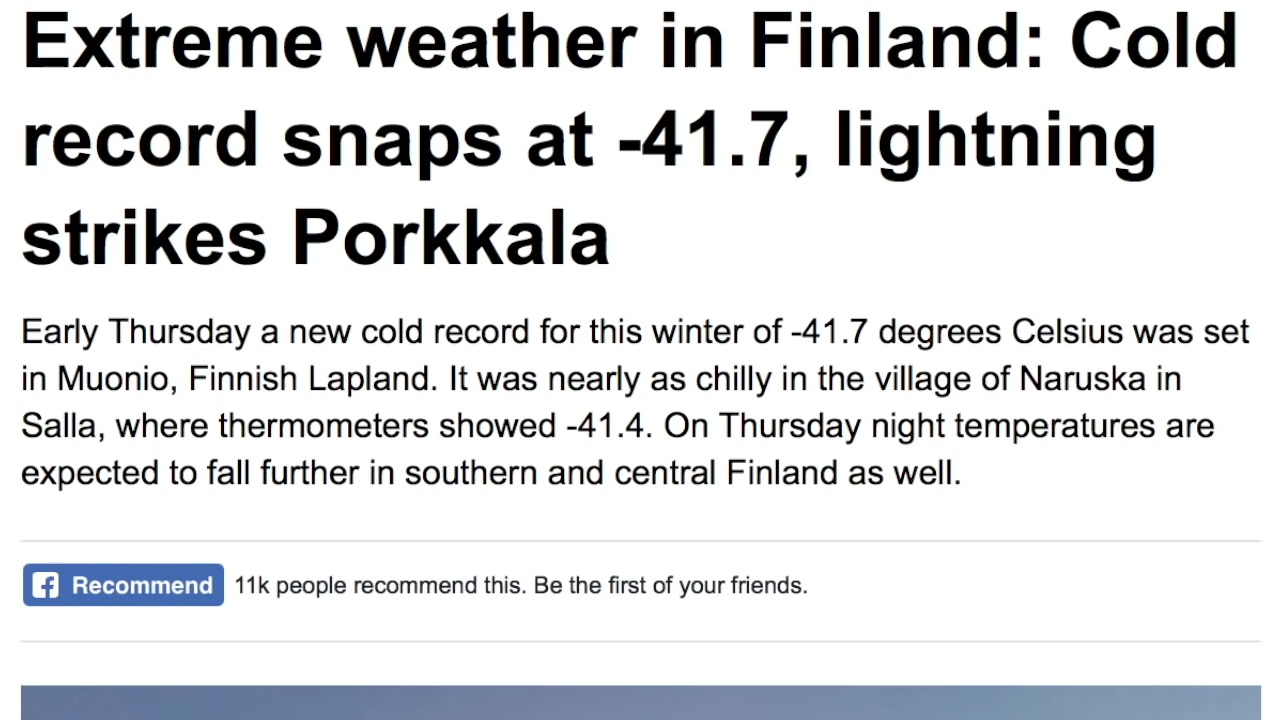 Extreme weather in Finland: Cold
record snaps at -41.7, lightning
strikes Porkkala
Early Thursday a new cold record for this winter of -41.7 degrees Celsius was set
in Muonio, Finnish Lapland. It was nearly as chilly in the village of Naruska in
Salla, where thermometers showed -41.4. On Thursday night temperatures are
expected to fall further in southern and central Finland as well.
Recommend 11k people recommend this. Be the first of your friends.